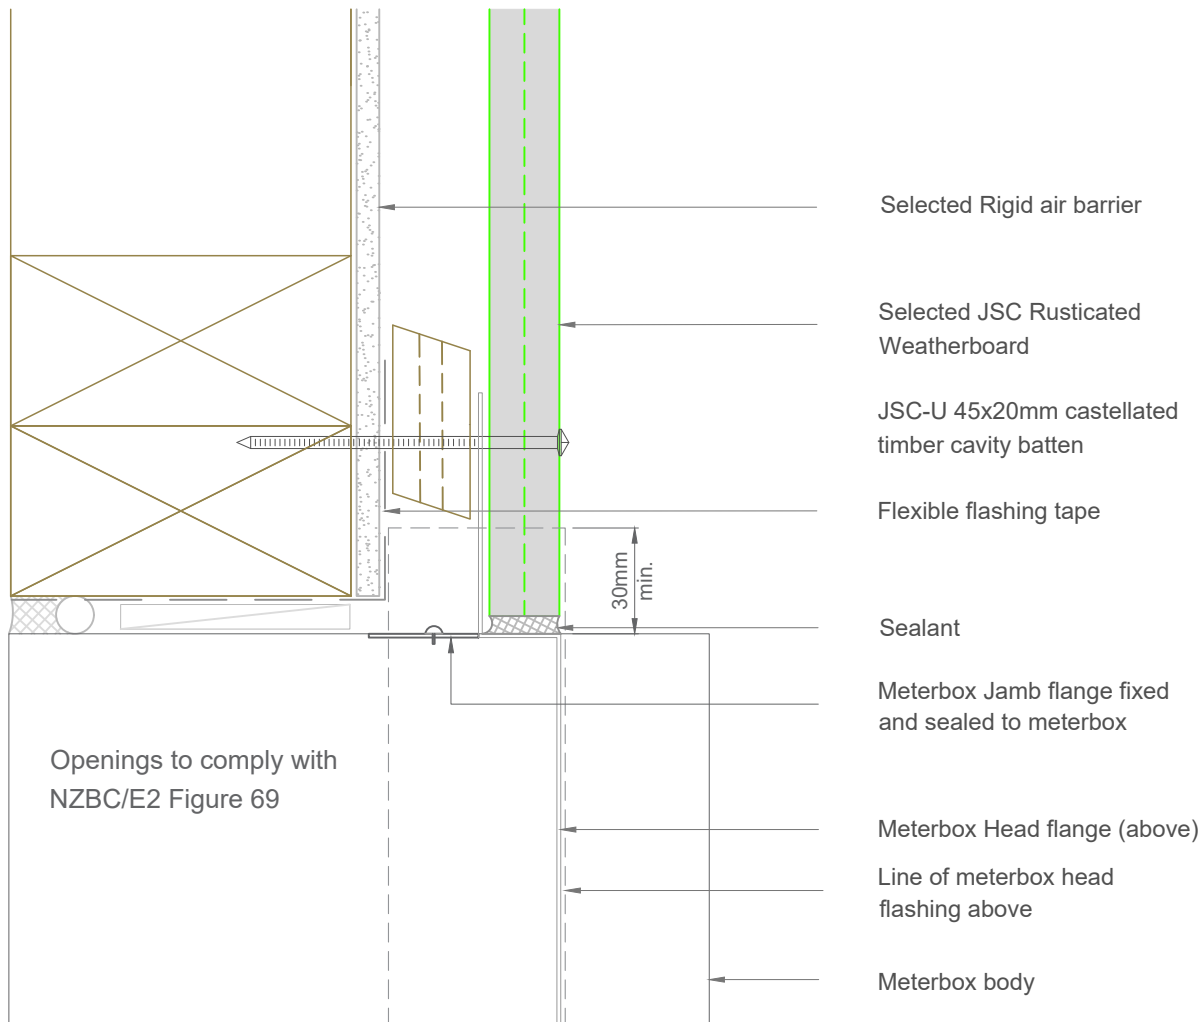 Selected Rigid air barrier
Selected JSC Rusticated
Weatherboard
JSC-U 45x20mm castellated
timber cavity batten
Flexible flashing tape
30mm
min.
Sealant
Meterbox Jamb flange fixed
and sealed to meterbox
Openings to comply with
NZBC/E2 Figure 69
Meterbox Head flange (above)
Line of meterbox head
flashing above
Meterbox body